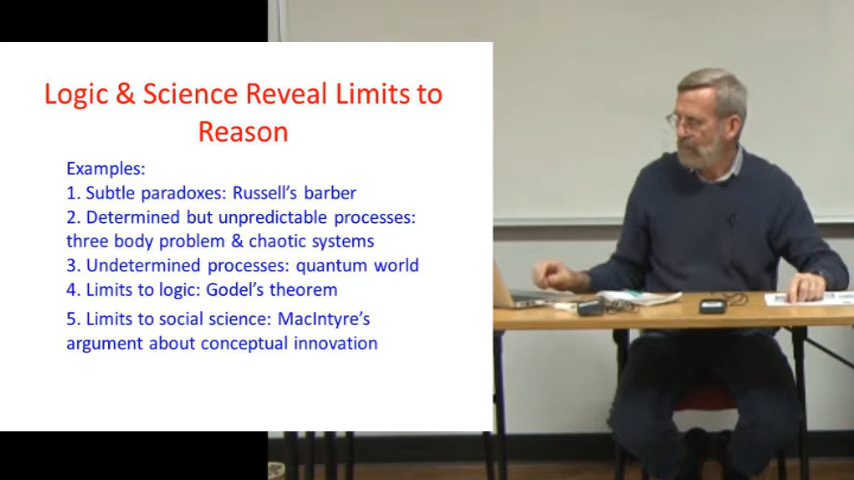 Logic & Science Reveal Limits to
Reason
Examples:
1. Subtle paradoxes: Russell's barber
2. Determined but unpredictable processes:
three body problem & chaotic systems
3. Undetermined processes: quantum world
4. Limits to logic: Godel's theorem
5. Limits to social science: MacIntyre's
argument about conceptual innovation